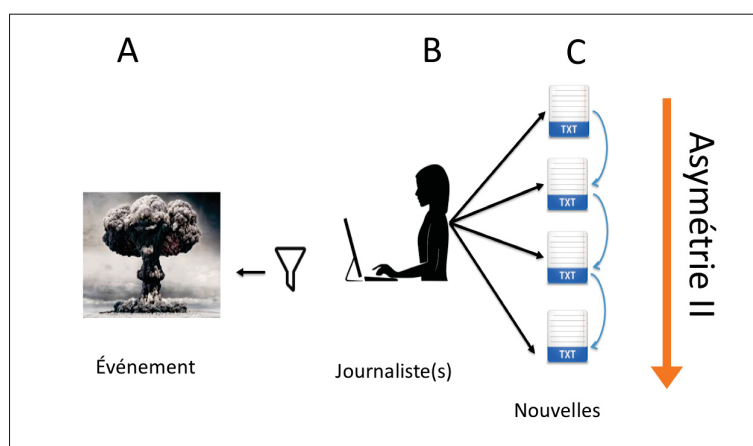 A
B
C
TXT
TXT
TXT
TXT
Asymétrie II
Événement
Journaliste(s)
Nouvelles